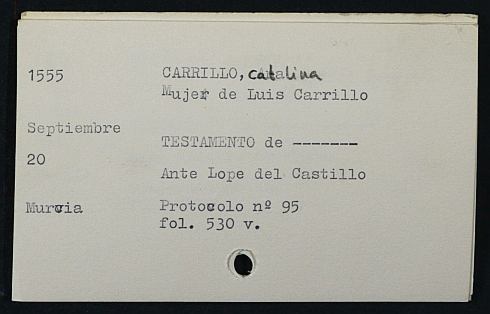 1555 CARRILLO, Catalina
Mujer de Luis Carrillo
Septiembre
TESTAMENTO de -------
20
Ante Lope del Castillo
Murcia Protocolo nº 95
fol. 530 v.